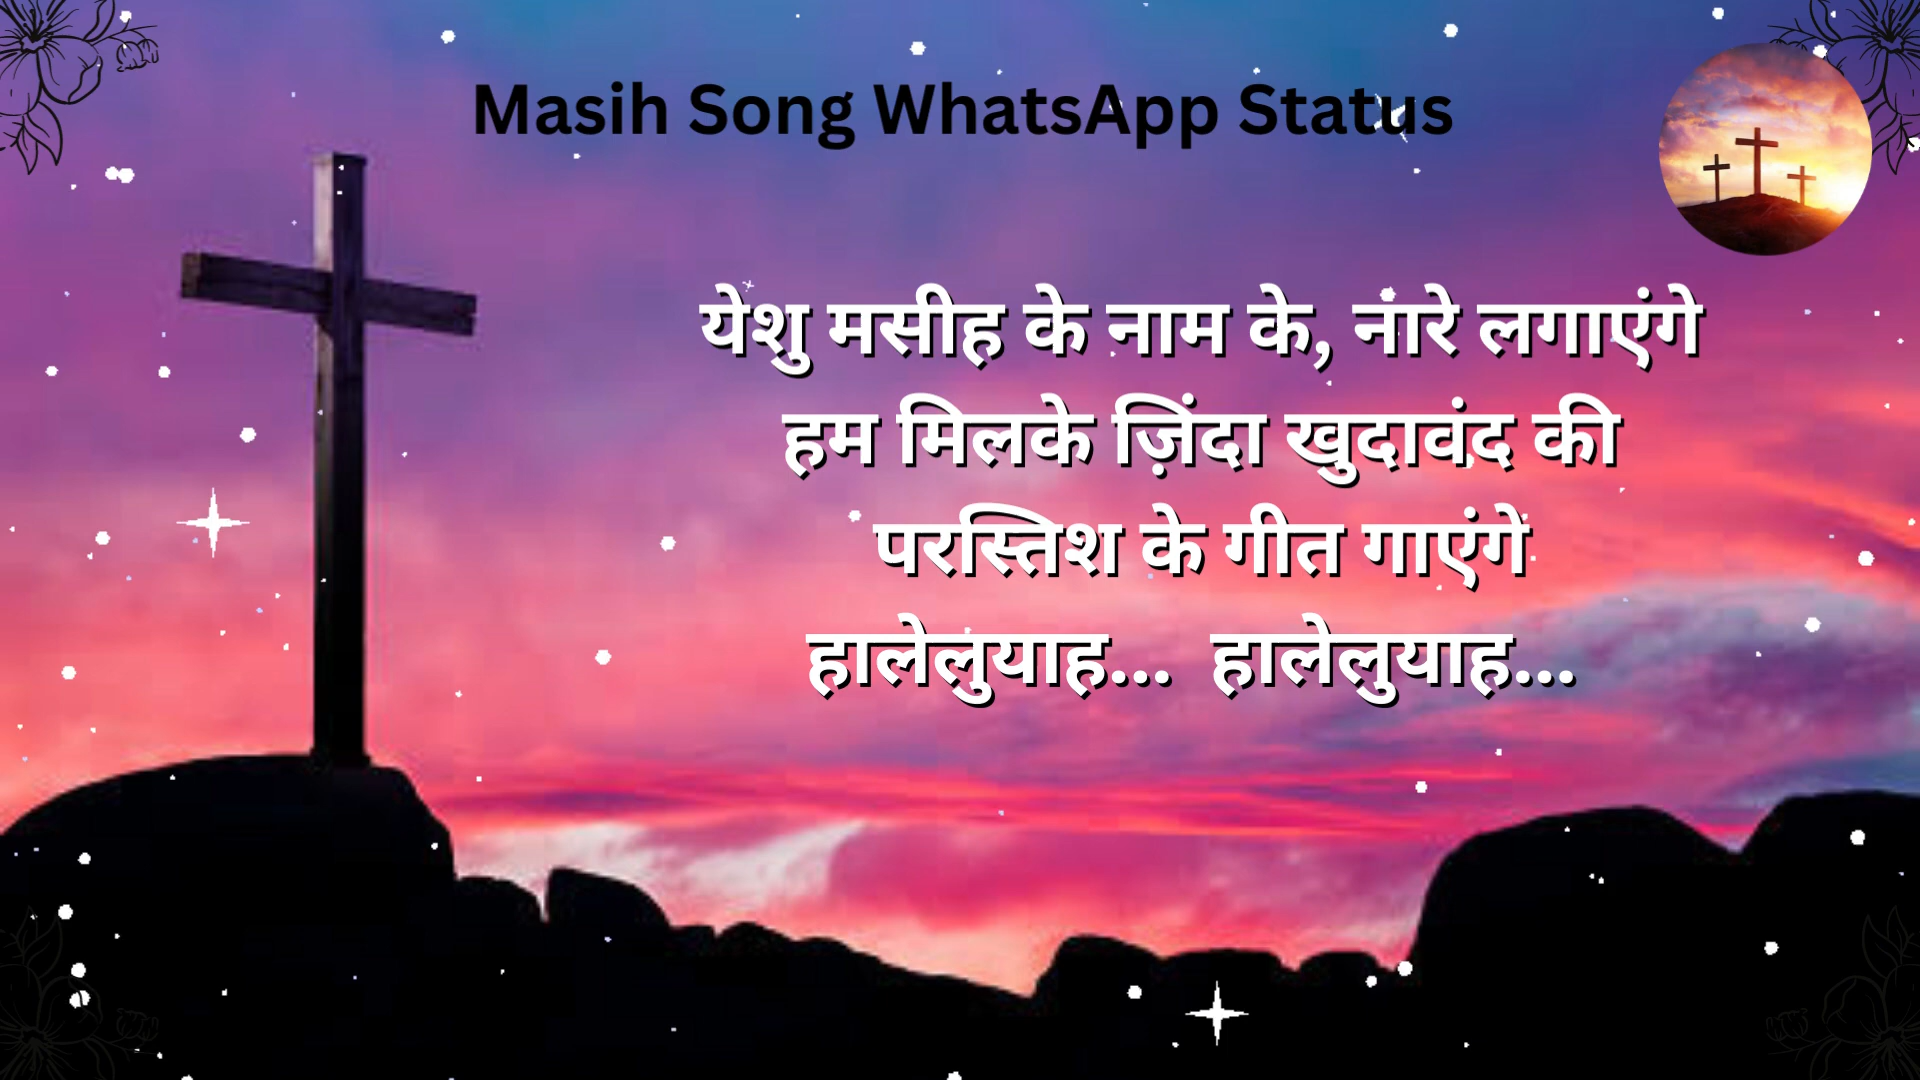 Masih Song WhatsApp Status
येशु मसीह के नाम के, नारे लगाएंगे
हम मिलके ज़िंदा खुदावंद की
परस्तिश के गीत गाएंगे
हालेलुयाह... हालेलुयाह...